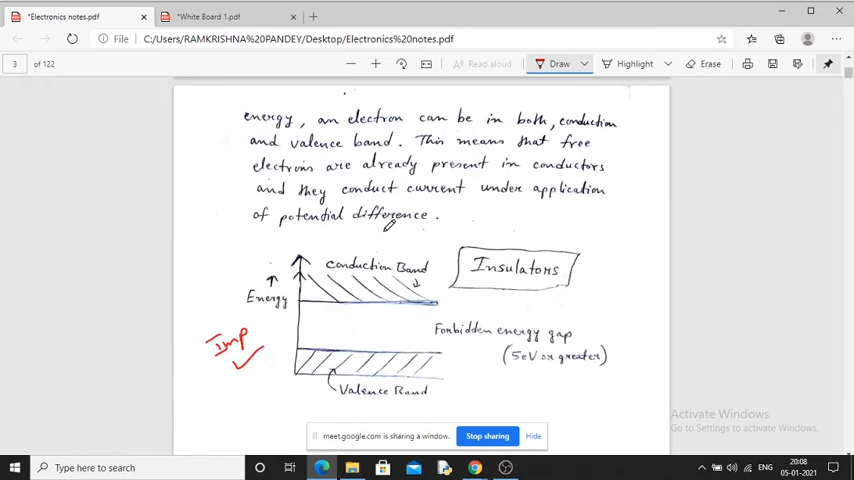 *Electronics notes.pdf
*White Board 1.pdf
File
C:/Users/RAMKRISHNA%20PANDEY/Desktop/Electronics%20notes.pdf
3 of 122
Read aloud
Draw
Highlight
Erase
energy, an electron can be in both, conduction
and valence band. This means that free
electrons are already present in conductors
and they conduct current under application
of potential difference.
Conduction Band
Insulators
Energy
Forbidden energy gap
(5eV or greater)
Imp
Valence Band
Activate Windows
Go to Settings to activate Windows.
meet.google.com is sharing a window.
Stop sharing
Hide
Type here to search
ENG
20:08
05-01-2021